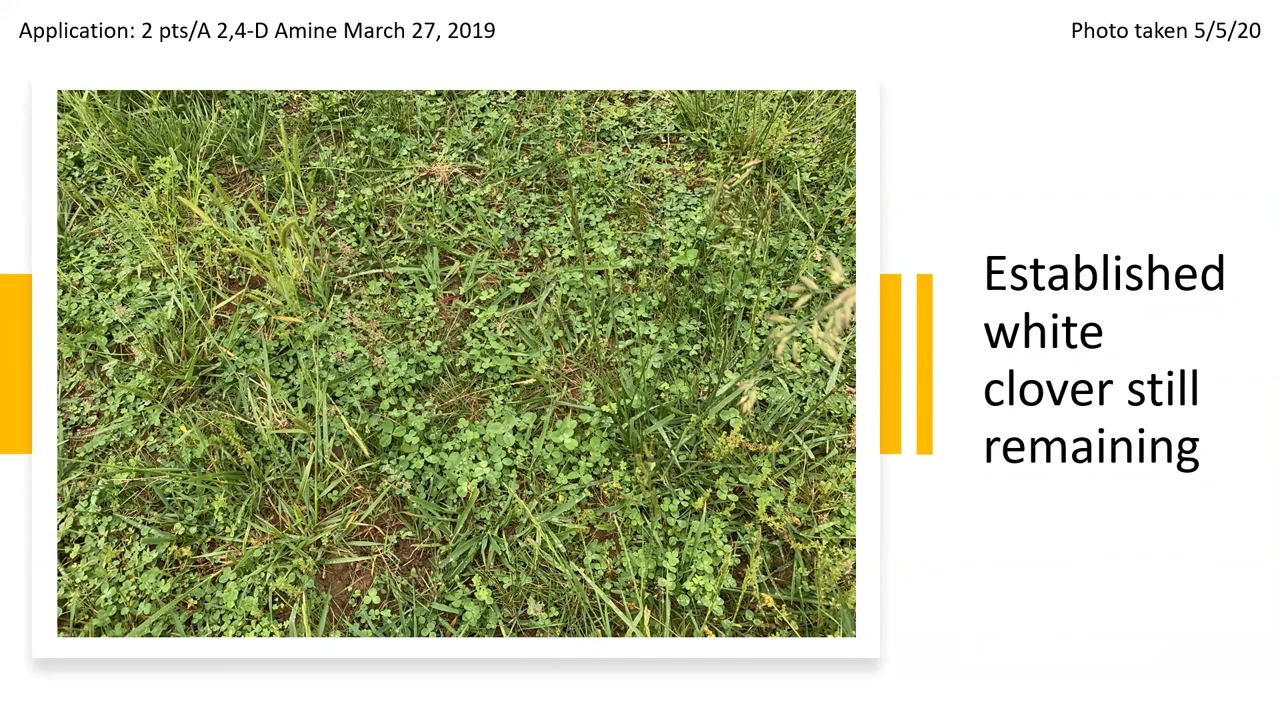 Application: 2 pts/A 2,4-D Amine March 27, 2019
Photo taken 5/5/20
Established
white
clover still
remaining